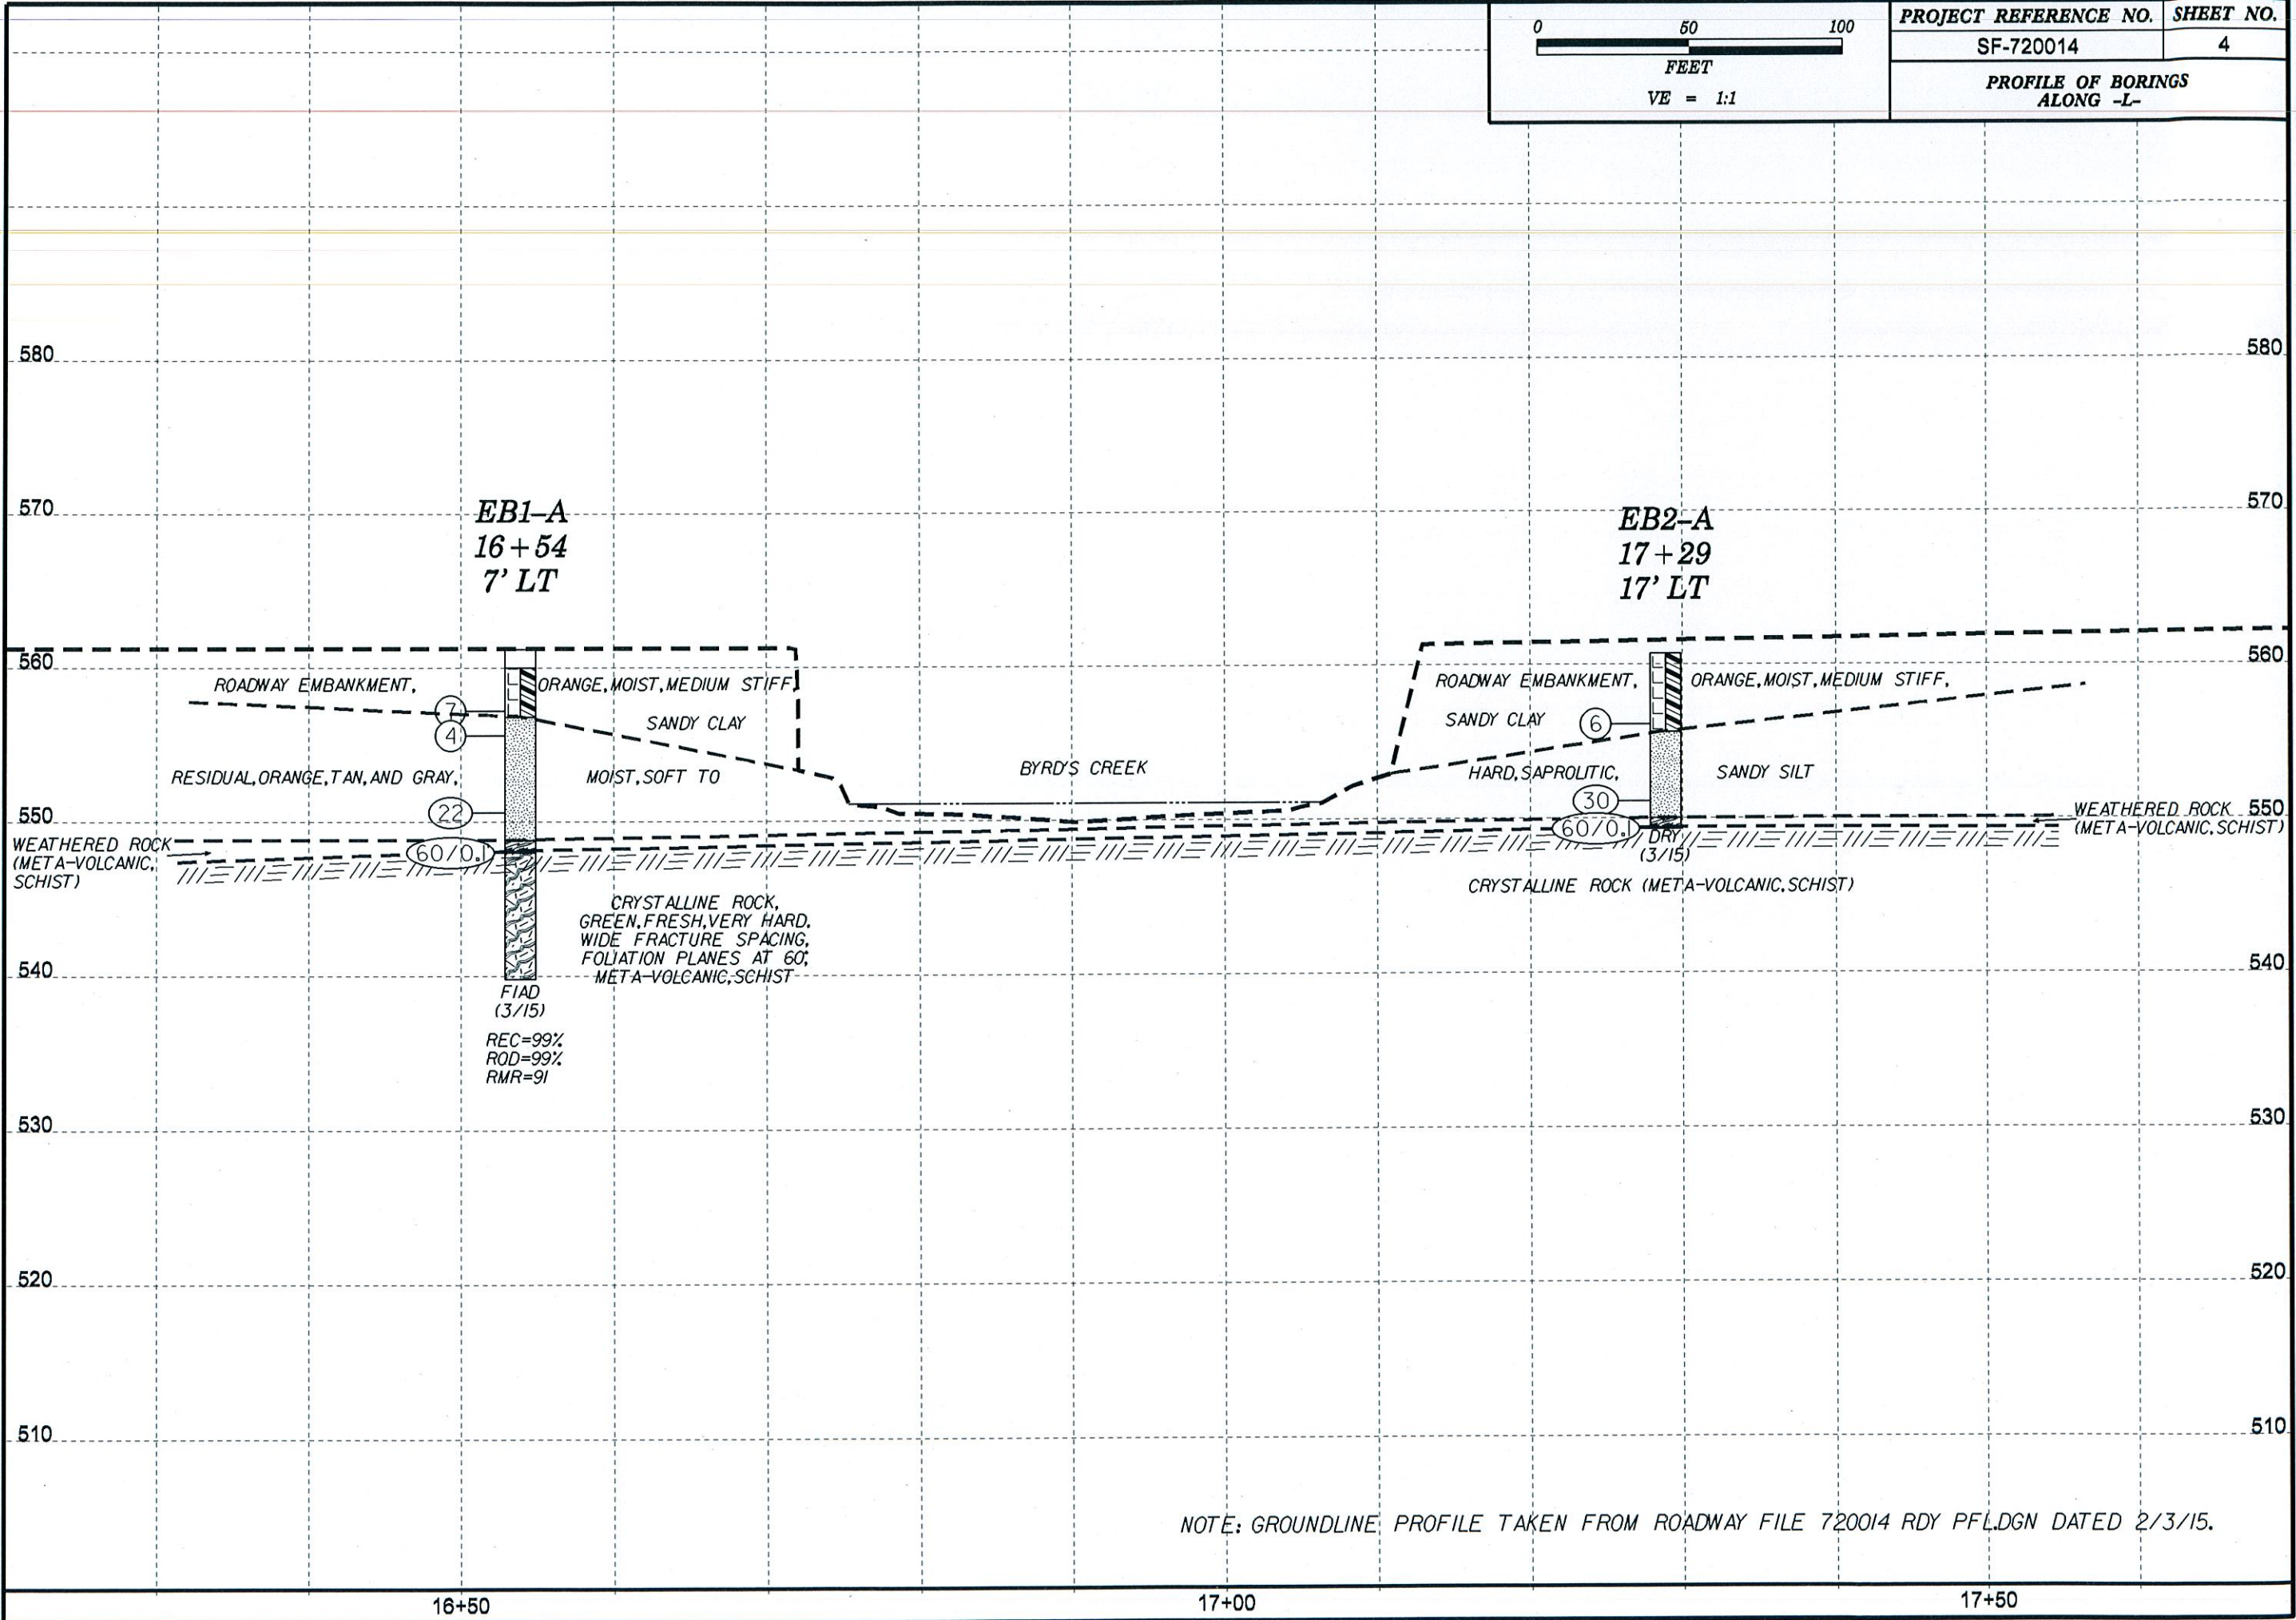 0 50 100
FEET
VE = 1:1
PROJECT REFERENCE NO. SHEET NO.
SF-720014 4
PROFILE OF BORINGS
ALONG -L-
580 580
570 570
EB1-A
16+54
7' LT
EB2-A
17+29
17' LT
560 560
ROADWAY EMBANKMENT, ORANGE, MOIST, MEDIUM STIFF,
SANDY CLAY
7
4
RESIDUAL, ORANGE, TAN, AND GRAY, MOIST, SOFT TO
22
BYRD'S CREEK
ROADWAY EMBANKMENT, ORANGE, MOIST, MEDIUM STIFF,
SANDY CLAY
6
HARD, SAPROLITIC, SANDY SILT
30
550 550
WEATHERED ROCK
(META-VOLCANIC,
SCHIST)
60/0.1
60/0.
DRY
(3/15)
WEATHERED ROCK
(META-VOLCANIC, SCHIST)
CRYSTALLINE ROCK (META-VOLCANIC, SCHIST)
CRYSTALLINE ROCK,
GREEN, FRESH, VERY HARD,
WIDE FRACTURE SPACING,
FOLIATION PLANES AT 60°,
META-VOLCANIC, SCHIST
540 540
FIAD
(3/15)
REC=99%
RQD=99%
RMR=91
530 530
520 520
510 510
NOTE: GROUNDLINE PROFILE TAKEN FROM ROADWAY FILE 720014 RDY PFL.DGN DATED 2/3/15.
16+50 17+00 17+50